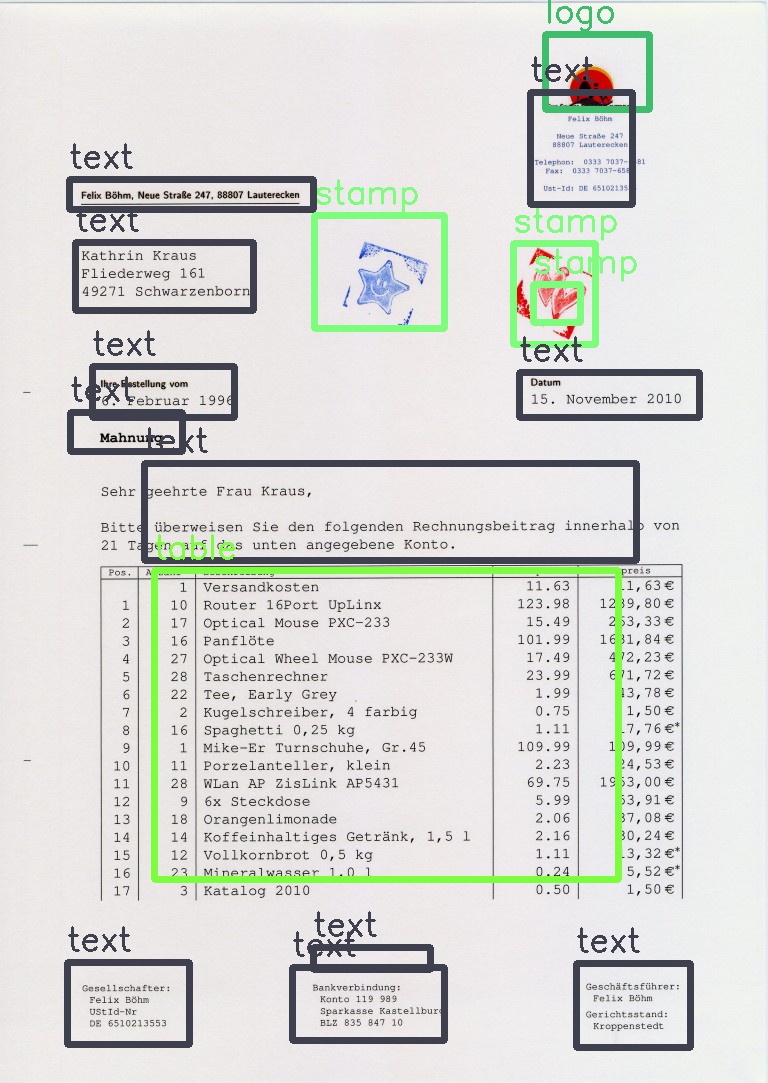 logo
text
Felix Böhm
Neue Straße 247
88807 Lauterecken
Telephon: 0333 7037- 81
Fax: 0333 7037-658
Ust-Id: DE 65102135
text
Felix Böhm, Neue Straße 247, 88807 Lauterecken
text
stamp
stamp
stamp
Kathrin Kraus
Fliederweg 161
49271 Schwarzenborn
text
text
Ihre Bestellung vom
6. Februar 1996
text
Datum
15. November 2010
text
Mahnung
text
Sehr geehrte Frau Kraus,
Bitte überweisen Sie den folgenden Rechnungsbeitrag innerhalb von
21 Tagen auf das unten angegebene Konto.
table
Pos. preis
1 Versandkosten 11.63 11,63€
1 10 Router 16Port UpLinx 123.98 1239,80€
2 17 Optical Mouse PXC-233 15.49 263,33€
3 16 Panflöte 101.99 1631,84€
4 27 Optical Wheel Mouse PXC-233W 17.49 472,23€
5 28 Taschenrechner 23.99 671,72€
6 22 Tee, Early Grey 1.99 43,78€
7 2 Kugelschreiber, 4 farbig 0.75 1,50€
8 16 Spaghetti 0,25 kg 1.11 17,76€*
9 1 Mike-Er Turnschuhe, Gr.45 109.99 109,99€
10 11 Porzelanteller, klein 2.23 24,53€
11 28 WLan AP ZisLink AP5431 69.75 1953,00€
12 9 6x Steckdose 5.99 53,91€
13 18 Orangenlimonade 2.06 37,08€
14 14 Koffeinhaltiges Getränk, 1,5 l 2.16 30,24€
15 12 Vollkornbrot 0,5 kg 1.11 13,32€*
16 23 Mineralwasser 1.0 l 0.24 5,52€*
17 3 Katalog 2010 0.50 1,50€
text
Gesellschafter:
Felix Böhm
UStId-Nr
DE 6510213553
text
text
Bankverbindung:
Konto 119 989
Sparkasse Kastellburg
BLZ 835 847 10
text
Geschäftsführer:
Felix Böhm
Gerichtsstand:
Kroppenstedt